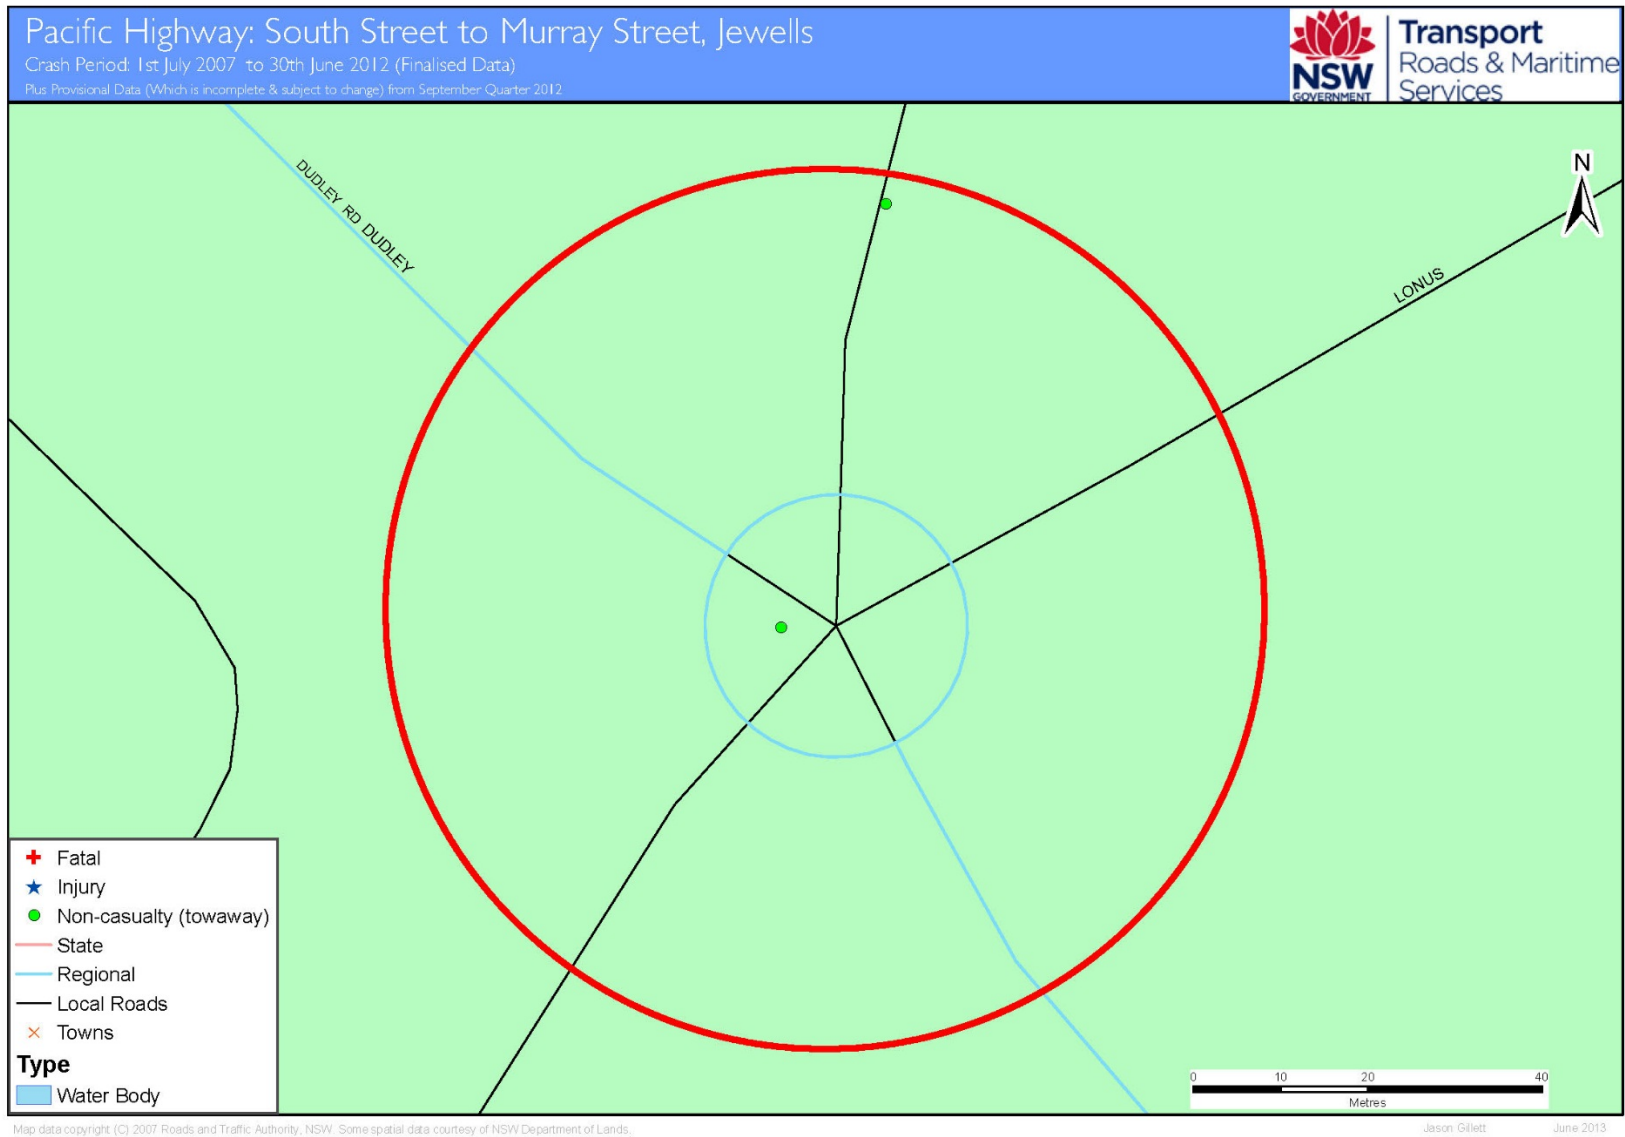 Pacific Highway: South Street to Murray Street, Jewells
Crash Period: 1st July 2007 to 30th June 2012 (Finalised Data)
Plus Provisional Data (Which is incomplete & subject to change) from September Quarter 2012
NSW
GOVERNMENT
Transport
Roads & Maritime
Services
N
DUDLEY RD DUDLEY
LONUS
Fatal
Injury
Non-casualty (towaway)
State
Regional
Local Roads
Towns
Type
Water Body
0 10 20 40
Metres
Map data copyright (C) 2007 Roads and Traffic Authority, NSW. Some spatial data courtesy of NSW Department of Lands.
Jason Gillett June 2013